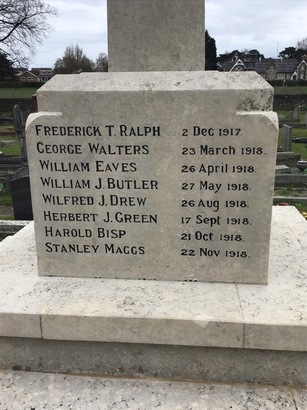 FREDERICK T. RALPH 2 DEC 1917
GEORGE WALTERS 23 MARCH 1918.
WILLIAM EAVES 26 APRIL 1918.
WILLIAM J. BUTLER 27 MAY 1918.
WILFRED J. DREW 26 AUG 1918.
HERBERT J. GREEN 17 SEPT 1918.
HAROLD BISP 21 OCT 1918.
STANLEY MAGGS 22 NOV 1918.